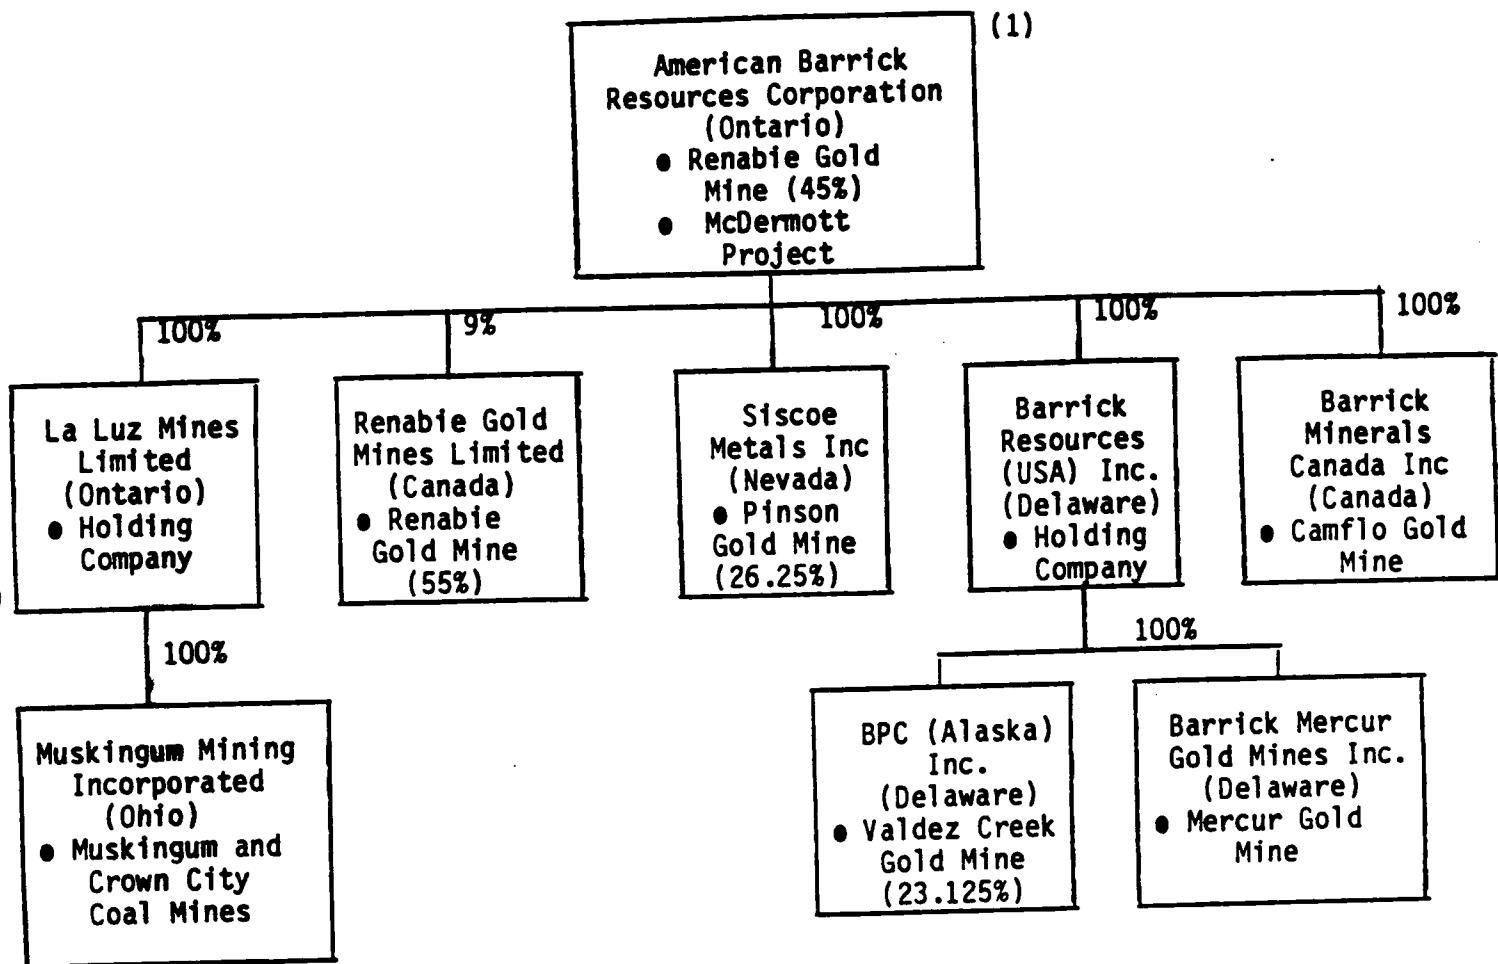 (1)
American Barrick
Resources Corporation
(Ontario)
● Renabie Gold
Mine (45%)
● McDermott
Project
100%
9%
100%
100%
100%
La Luz Mines
Limited
(Ontario)
● Holding
Company
Renabie Gold
Mines Limited
(Canada)
● Renabie
Gold Mine
(55%)
Siscoe
Metals Inc
(Nevada)
● Pinson
Gold Mine
(26.25%)
Barrick
Resources
(USA) Inc.
(Delaware)
● Holding
Company
Barrick
Minerals
Canada Inc
(Canada)
● Camflo Gold
Mine
100%
100%
Muskingum Mining
Incorporated
(Ohio)
● Muskingum and
Crown City
Coal Mines
BPC (Alaska)
Inc.
(Delaware)
● Valdez Creek
Gold Mine
(23.125%)
Barrick Mercur
Gold Mines Inc.
(Delaware)
● Mercur Gold
Mine